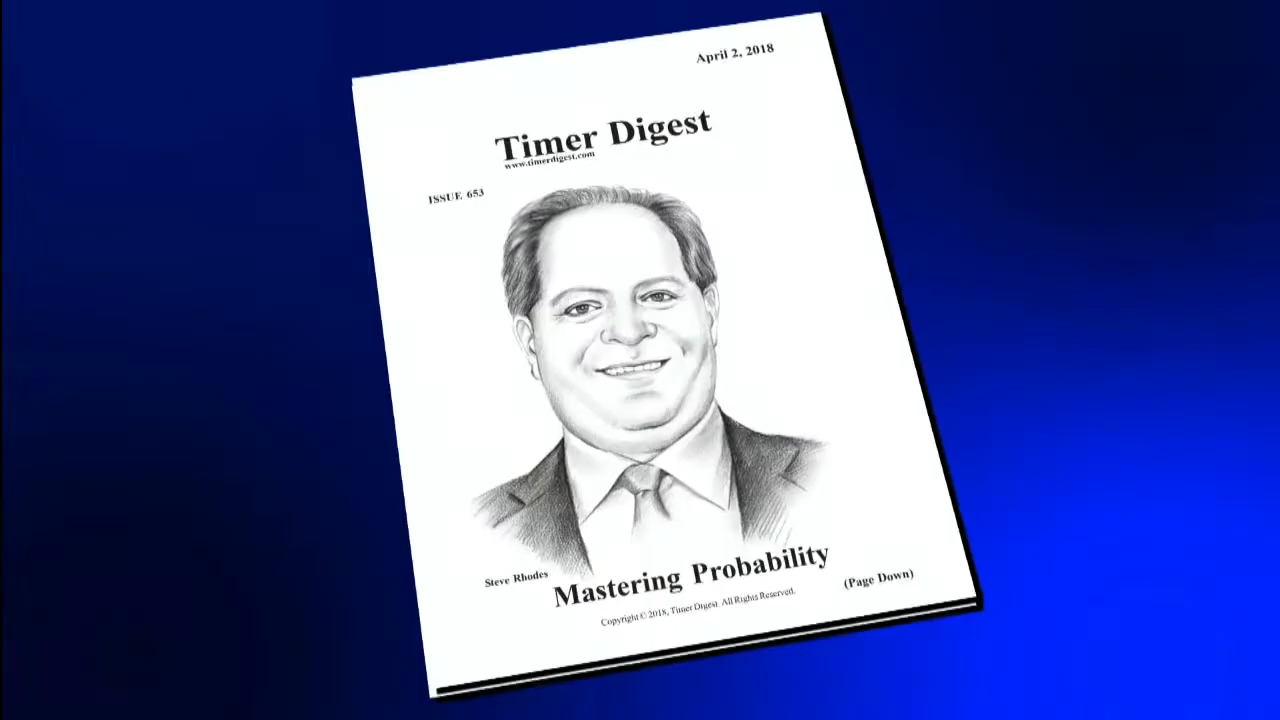 April 2, 2018
Timer Digest
www.timerdigest.com
ISSUE 653
Steve Rhodes
Mastering Probability
(Page Down)
Copyright © 2018, Timer Digest. All Rights Reserved.